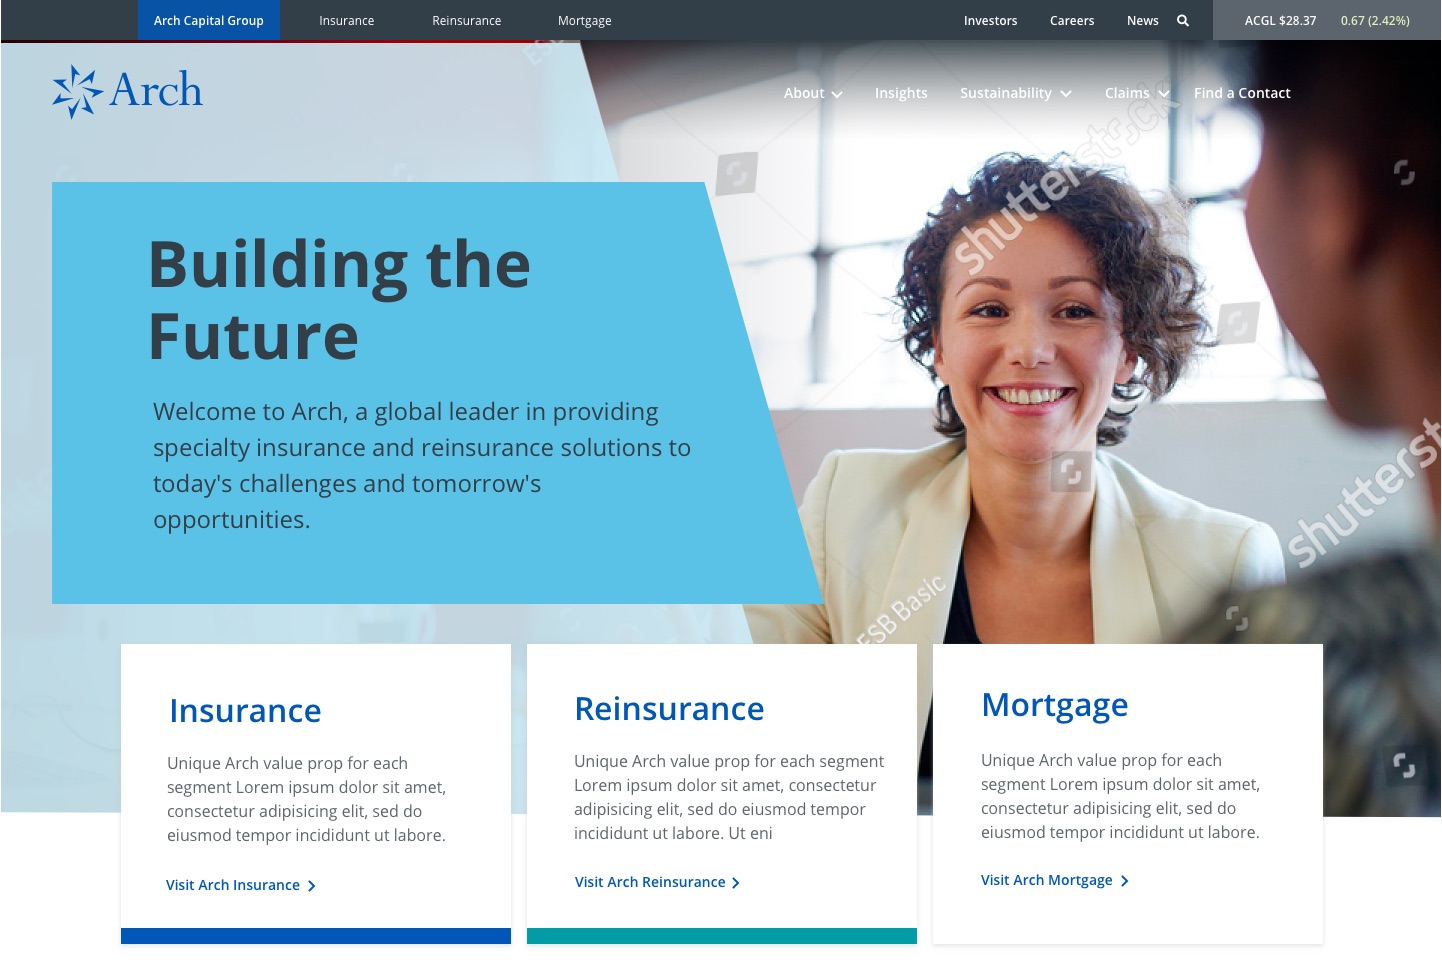 Arch Capital Group Insurance Reinsurance Mortgage Investors Careers News ACGL $28.37 0.67 (2.42%)
Arch
About Insights Sustainability Claims Find a Contact
shutterstock
Building the
Future
Welcome to Arch, a global leader in providing
specialty insurance and reinsurance solutions to
today's challenges and tomorrow's
opportunities.
shutterst
ESB Basic
Insurance
Unique Arch value prop for each
segment Lorem ipsum dolor sit amet,
consectetur adipisicing elit, sed do
eiusmod tempor incididunt ut labore.
Visit Arch Insurance
Reinsurance
Unique Arch value prop for each segment
Lorem ipsum dolor sit amet, consectetur
adipisicing elit, sed do eiusmod tempor
incididunt ut labore. Ut eni
Visit Arch Reinsurance
Mortgage
Unique Arch value prop for each
segment Lorem ipsum dolor sit amet,
consectetur adipisicing elit, sed do
eiusmod tempor incididunt ut labore.
Visit Arch Mortgage